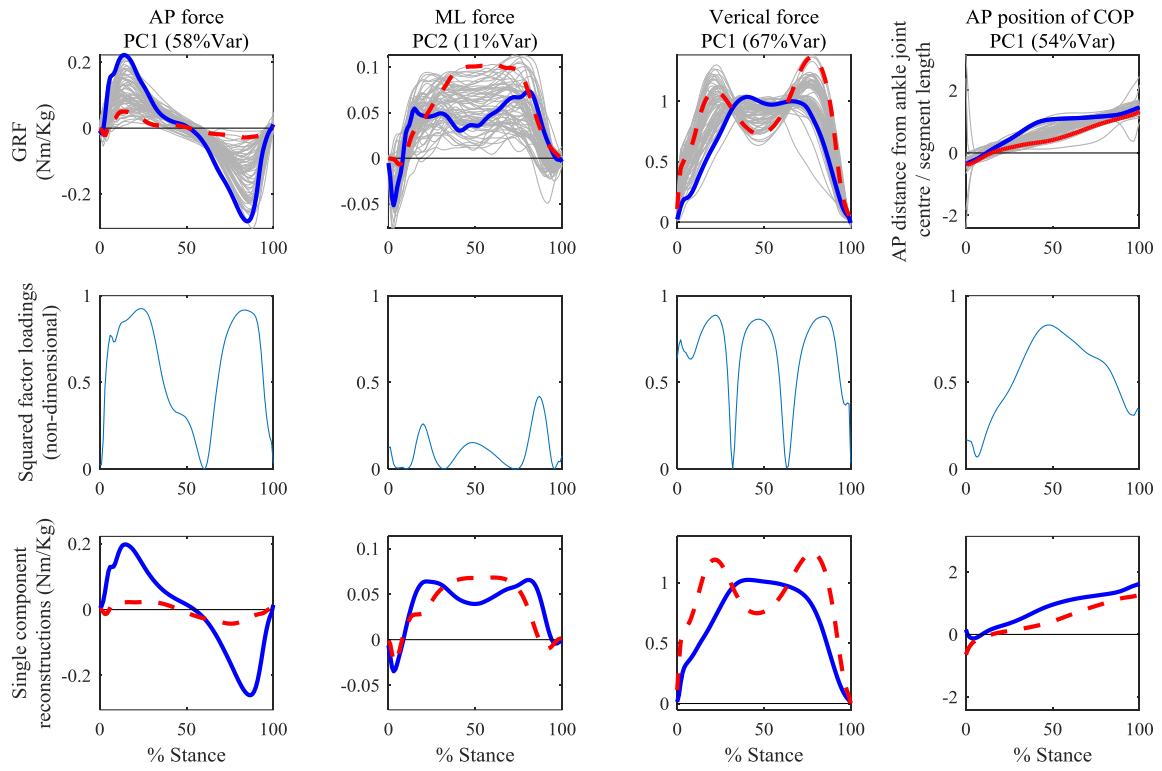 AP force
PC1 (58%Var)
ML force
PC2 (11%Var)
Verical force
PC1 (67%Var)
AP position of COP
PC1 (54%Var)
GRF
(Nm/Kg)
0.2
0
-0.2
0 50 100
0.1
0.05
0
-0.05
0 50 100
1
0.5
0
0 50 100
AP distance from ankle joint
centre / segment length
2
0
-2
0 50 100
Squared factor loadings
(non-dimensional)
1
0.5
0
0 50 100
1
0.5
0
0 50 100
1
0.5
0
0 50 100
1
0.5
0
0 50 100
Single component
reconstructions (Nm/Kg)
0.2
0
-0.2
0 50 100
% Stance
0.1
0.05
0
-0.05
0 50 100
% Stance
1
0.5
0
0 50 100
% Stance
2
0
-2
0 50 100
% Stance